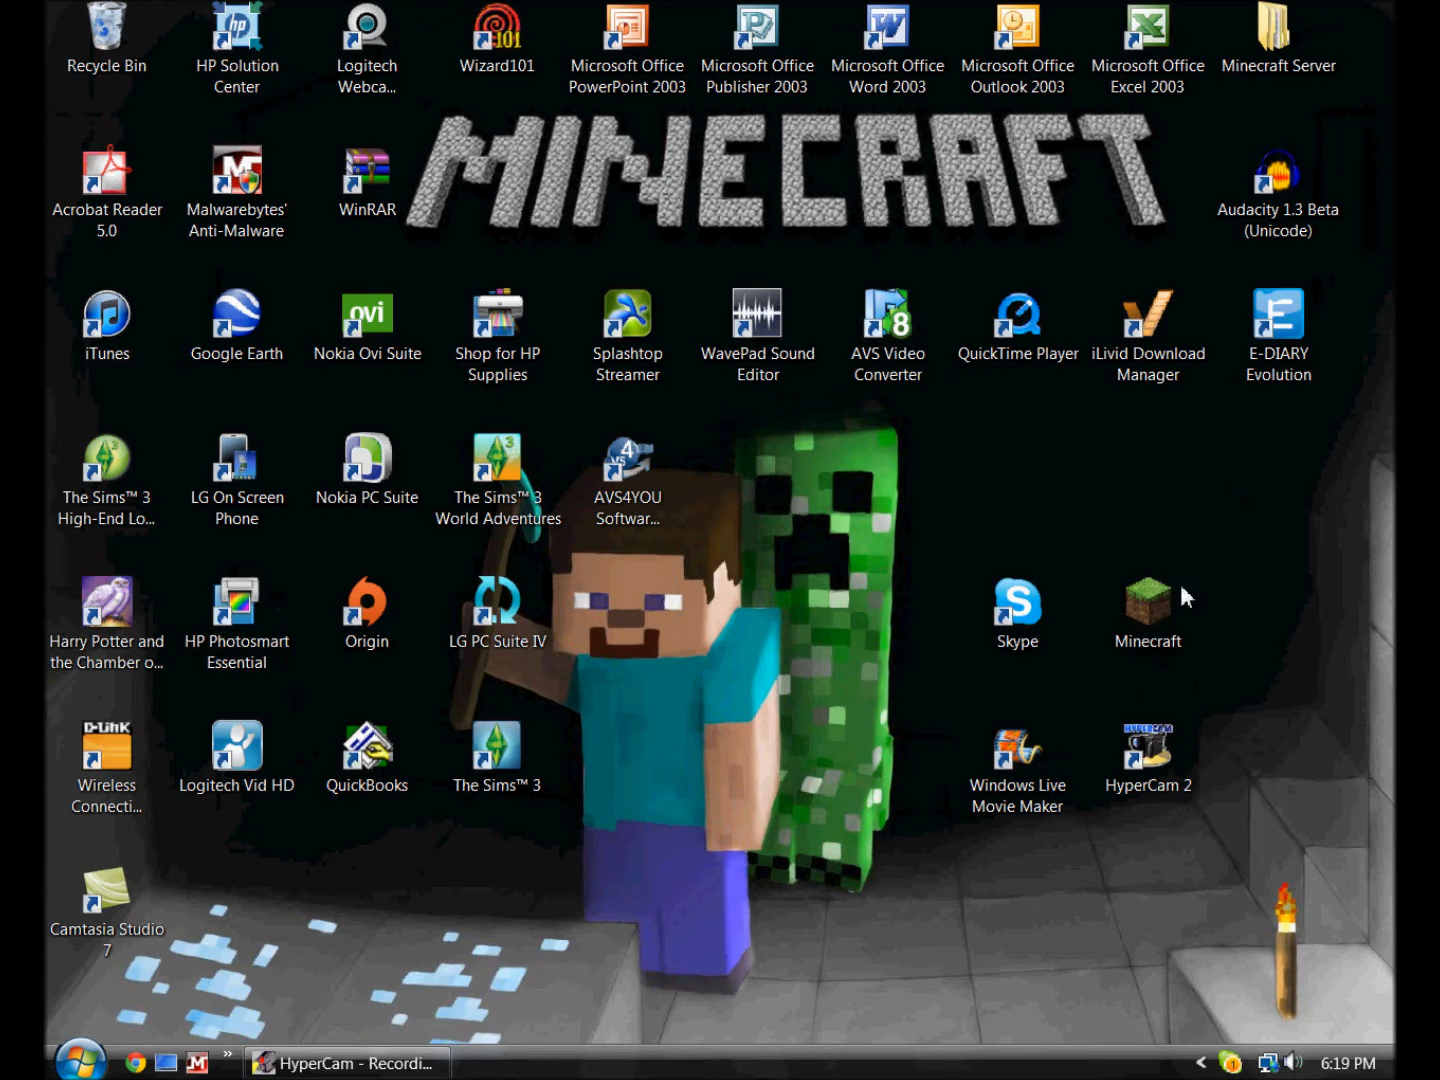 MINECRAFT
Recycle Bin
HP Solution
Center
Logitech
Webca...
Wizard101
Microsoft Office
PowerPoint 2003
Microsoft Office
Publisher 2003
Microsoft Office
Word 2003
Microsoft Office
Outlook 2003
Microsoft Office
Excel 2003
Minecraft Server
Acrobat Reader
5.0
Malwarebytes'
Anti-Malware
WinRAR
Audacity 1.3 Beta
(Unicode)
iTunes
Google Earth
ovi
Nokia Ovi Suite
Shop for HP
Supplies
Splashtop
Streamer
WavePad Sound
Editor
8
AVS Video
Converter
QuickTime Player
iLivid Download
Manager
E-DIARY
Evolution
The Sims™ 3
High-End Lo...
LG On Screen
Phone
Nokia PC Suite
The Sims™ 3
World Adventures
AVS4YOU
Softwar...
Harry Potter and
the Chamber o...
HP Photosmart
Essential
Origin
LG PC Suite IV
Skype
Minecraft
D-Link
Wireless
Connecti...
Logitech Vid HD
QuickBooks
The Sims™ 3
Windows Live
Movie Maker
HYPERCAM
HyperCam 2
Camtasia Studio
7
HyperCam - Recordi...
6:19 PM